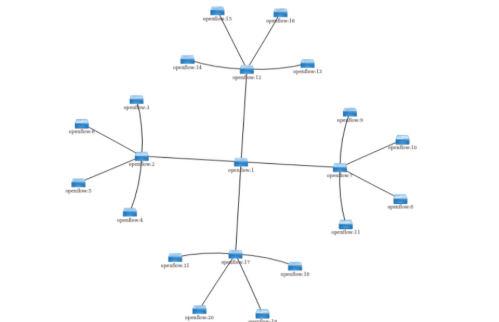 openflow:15
openflow:16
openflow:14
openflow:13
openflow:12
openflow:3
openflow:9
openflow:6
openflow:10
openflow:2
openflow:1
openflow:7
openflow:5
openflow:8
openflow:4
openflow:11
openflow:17
openflow:21
openflow:18
openflow:20
openflow:19